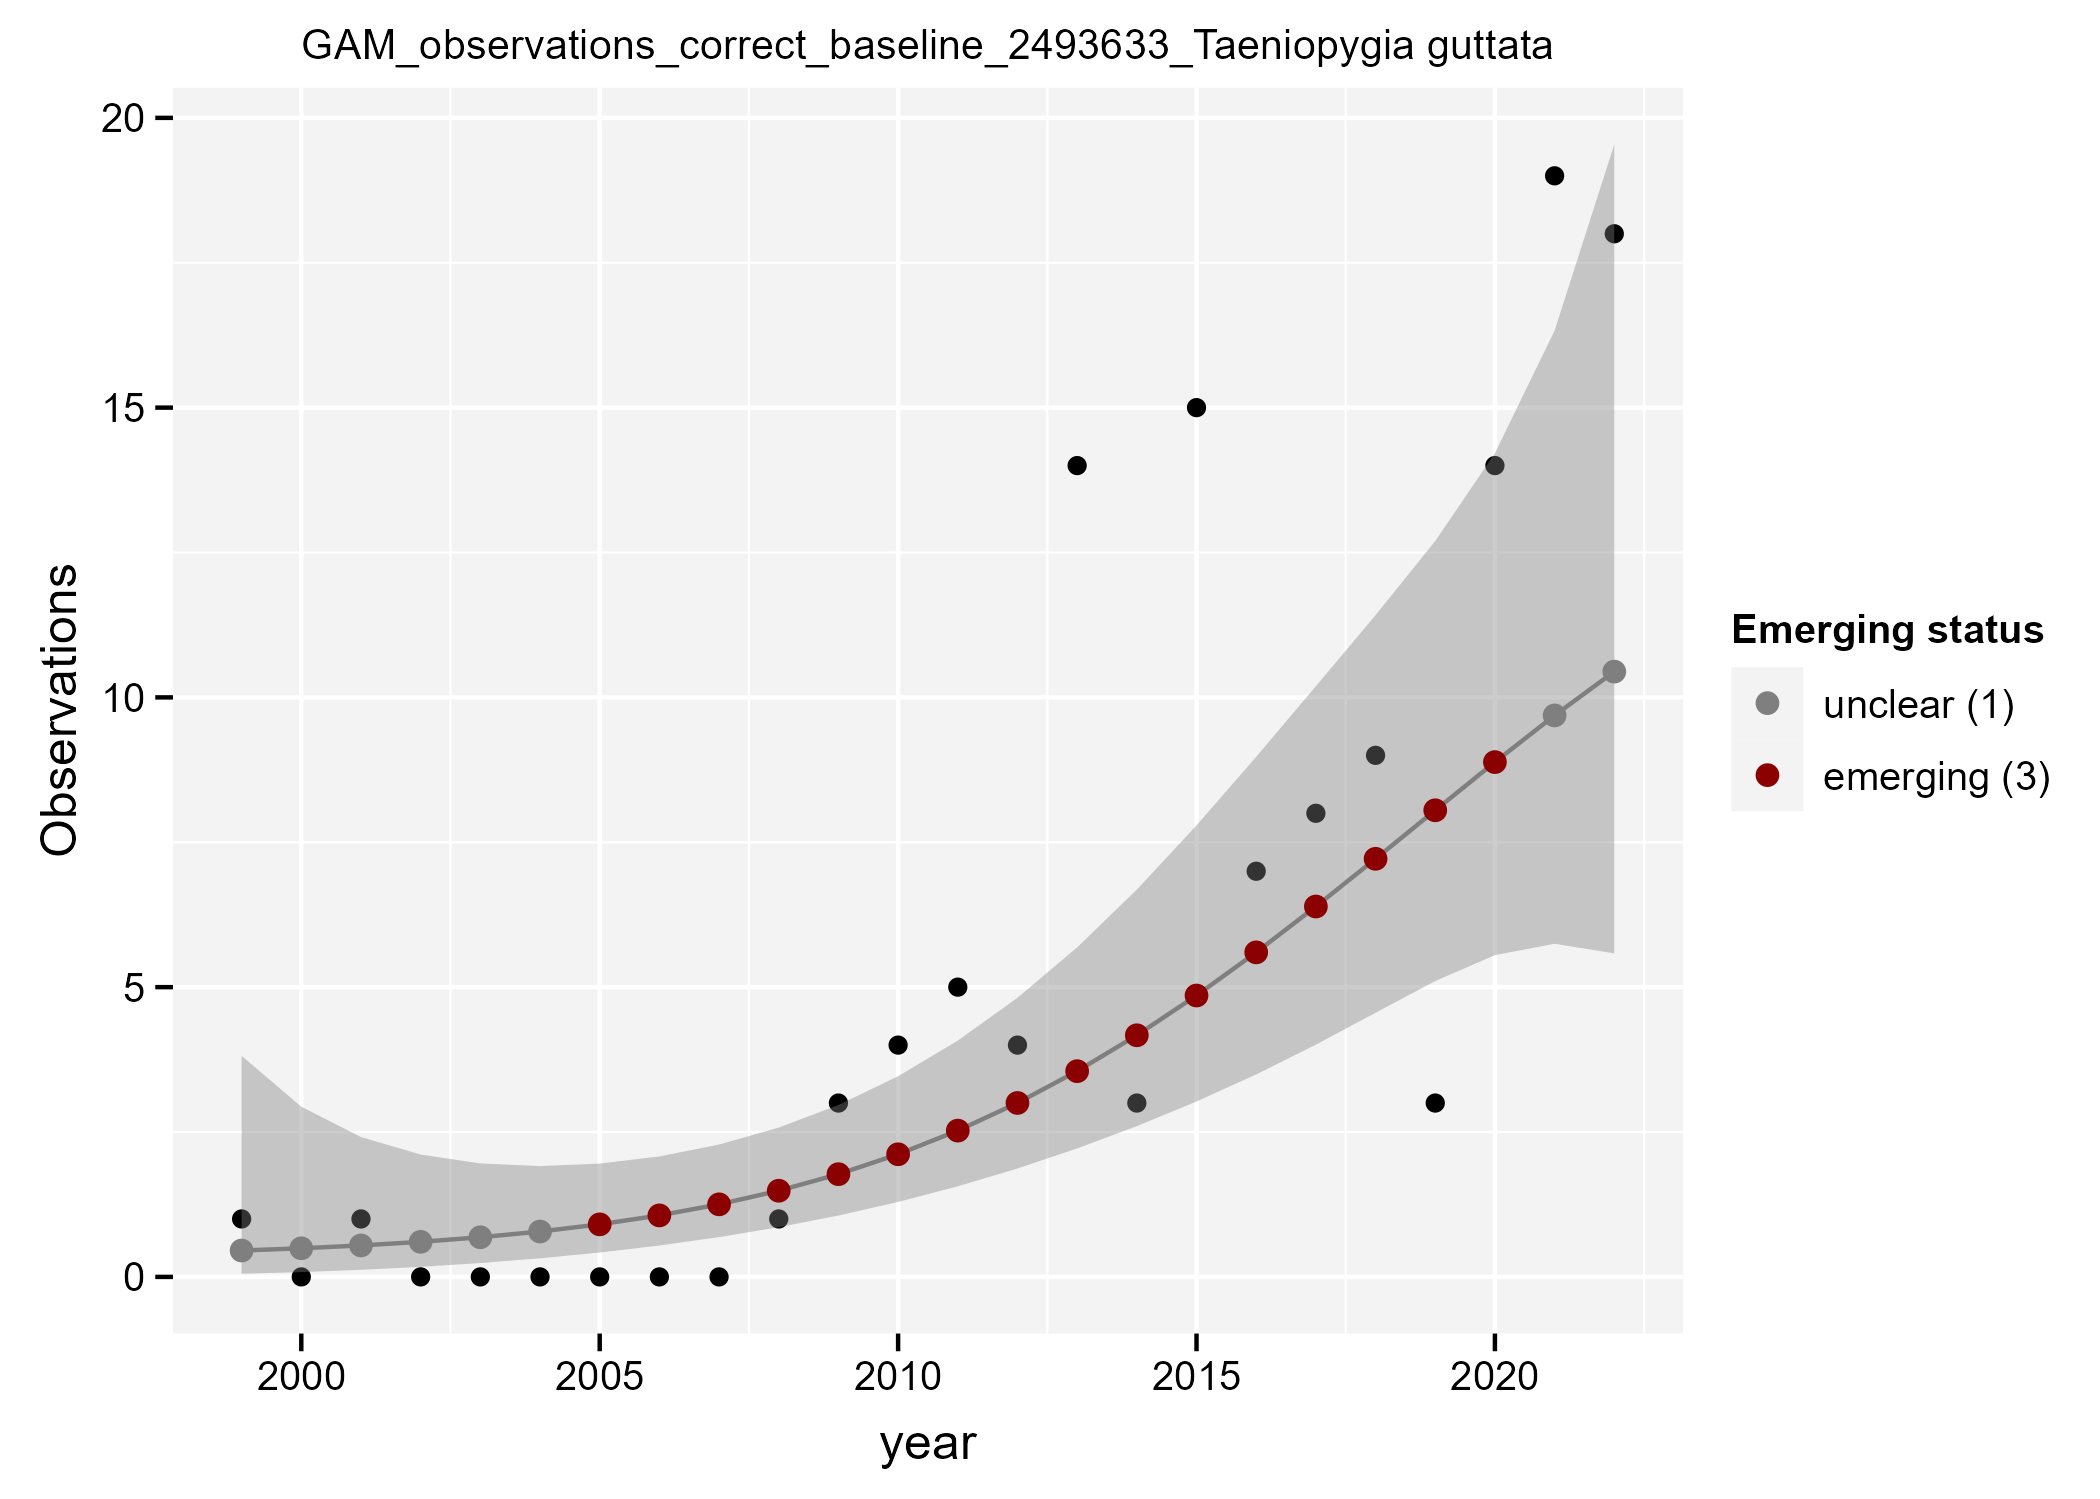 GAM_observations_correct_baseline_2493633_Taeniopygia guttata
20
15
10
5
0
Observations
2000 2005 2010 2015 2020
year
Emerging status
unclear (1)
emerging (3)